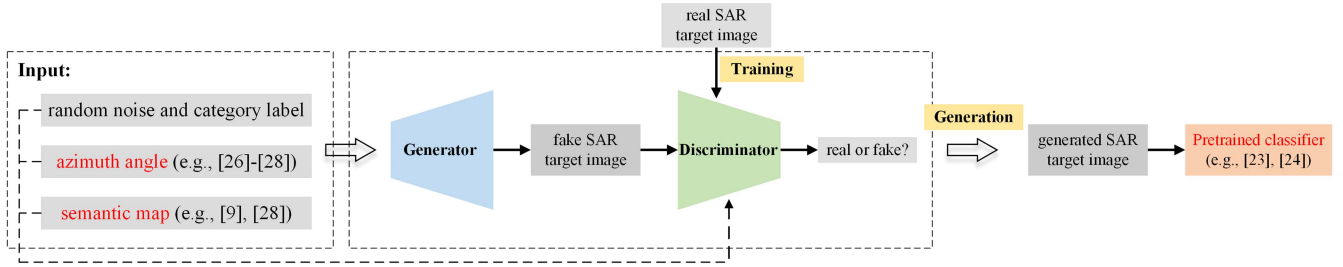 Input:
random noise and category label
azimuth angle (e.g., [26]-[28])
semantic map (e.g., [9], [28])
real SAR
target image
Training
Generator
fake SAR
target image
Discriminator
real or fake?
Generation
generated SAR
target image
Pretrained classifier
(e.g., [23], [24])